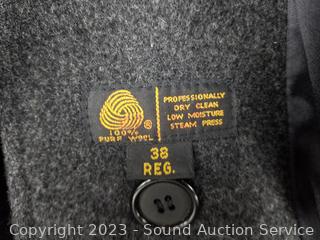 100%
PURE WOOL
®
PROFESSIONALLY
DRY CLEAN
LOW MOISTURE
STEAM PRESS
38
REG.
Copyright 2023 - Sound Auction Service